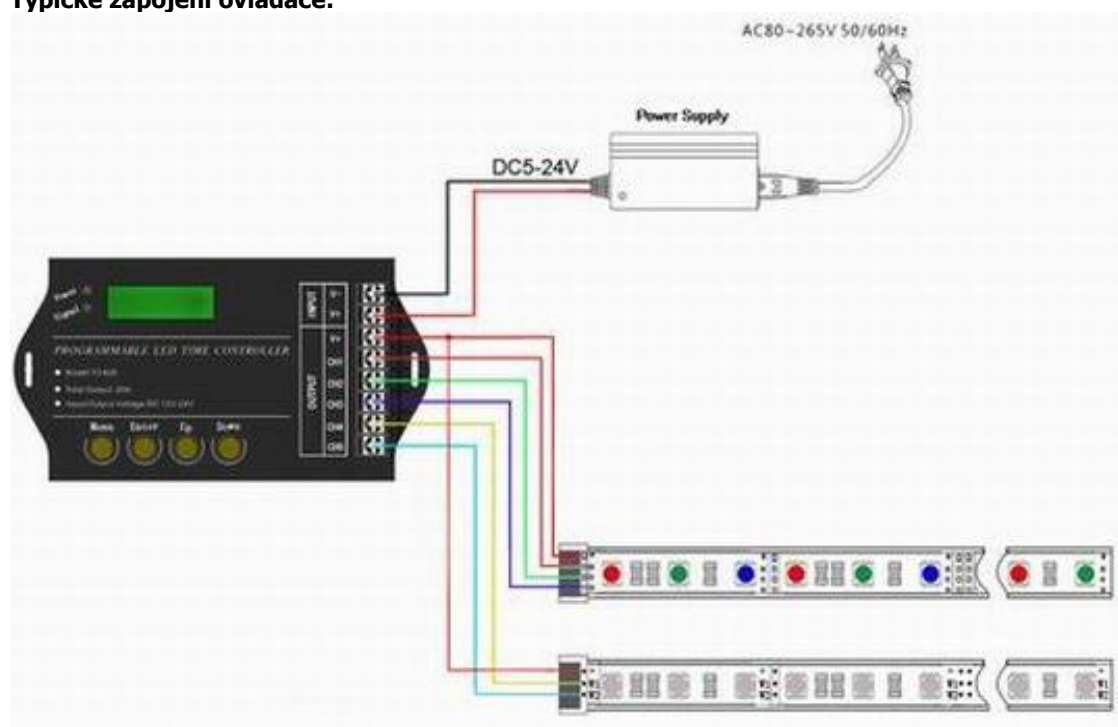 Typické zapojení ovladače:
AC80-265V 50/60Hz
Power Supply
DC5-24V
Power
Signal
INPUT
V-
V+
PROGRAMMABLE LED TIME CONTROLLER
OUTPUT
V+
CH1
CH2
CH3
CH4
CH5
Menu Enter Up Down